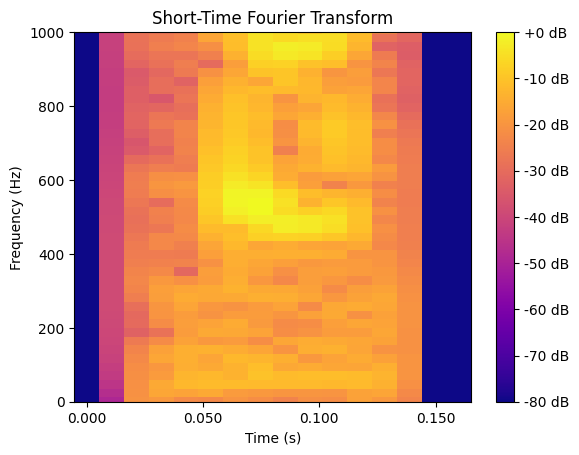 Short-Time Fourier Transform
Frequency (Hz)
1000
800
600
400
200
0
0.000
0.050
0.100
0.150
Time (s)
+0 dB
-10 dB
-20 dB
-30 dB
-40 dB
-50 dB
-60 dB
-70 dB
-80 dB